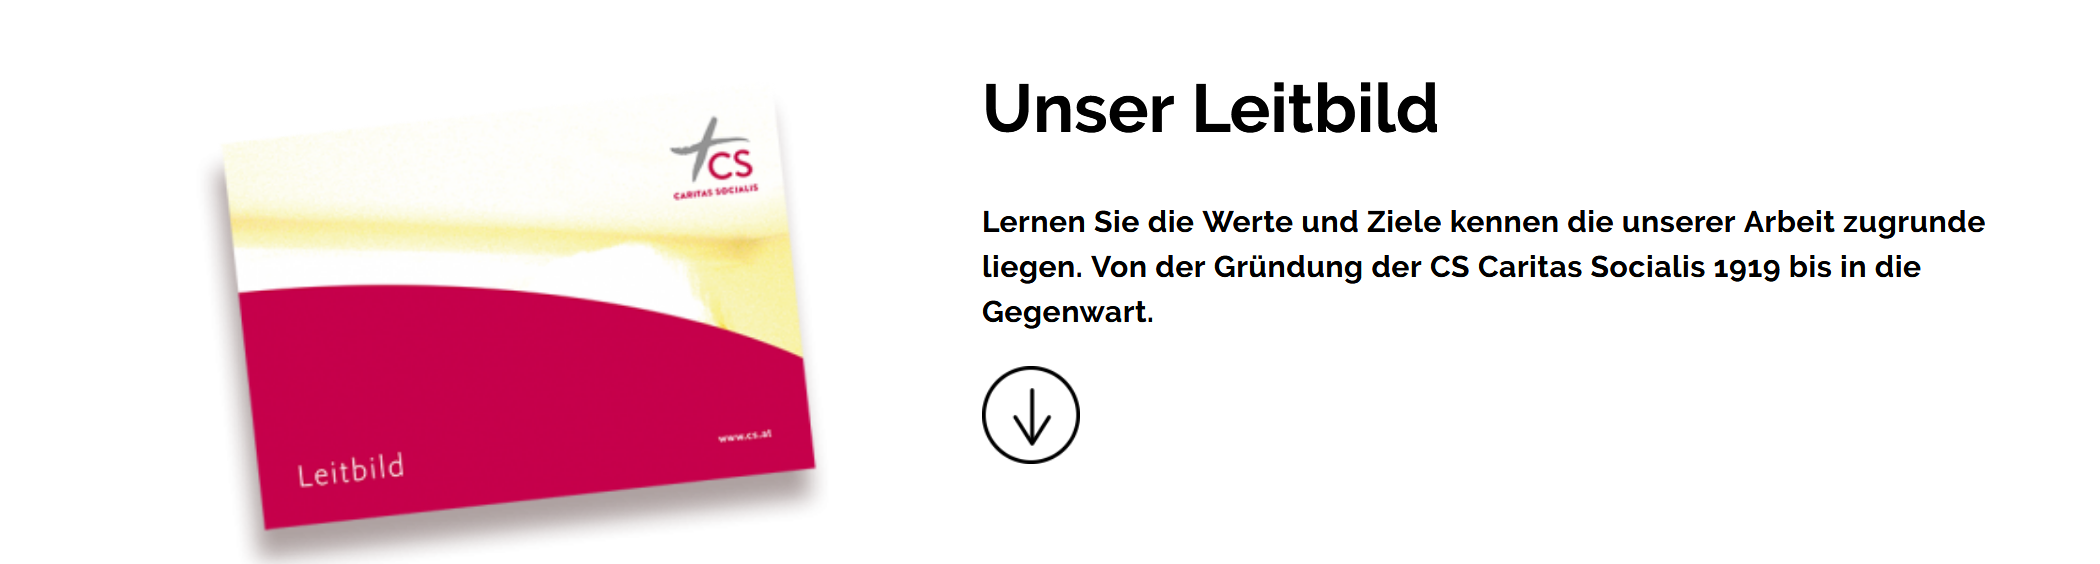 CS
CARITAS SOCIALIS
www.cs.at
Leitbild
Unser Leitbild
Lernen Sie die Werte und Ziele kennen die unserer Arbeit zugrunde
liegen. Von der Gründung der CS Caritas Socialis 1919 bis in die
Gegenwart.